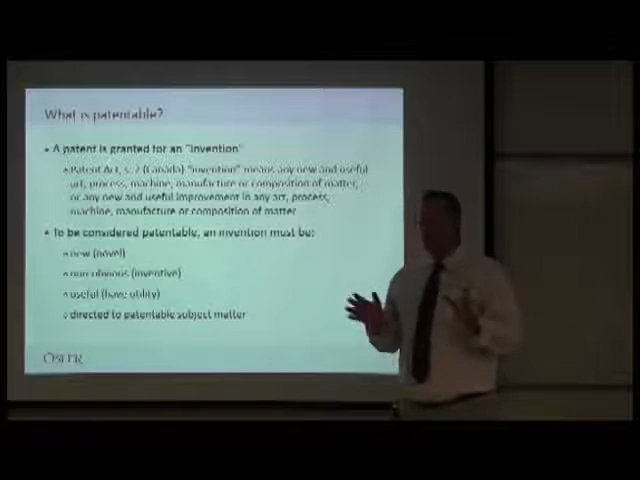 What is patentable?
A patent is granted for an "invention"
Patent Act, s. 2 (Canada) "invention" means any new and useful
art, process, machine, manufacture or composition of matter,
or any new and useful improvement in any art, process,
machine, manufacture or composition of matter
To be considered patentable, an invention must be:
new (novel)
non-obvious (inventive)
useful (have utility)
directed to patentable subject matter
OSLER